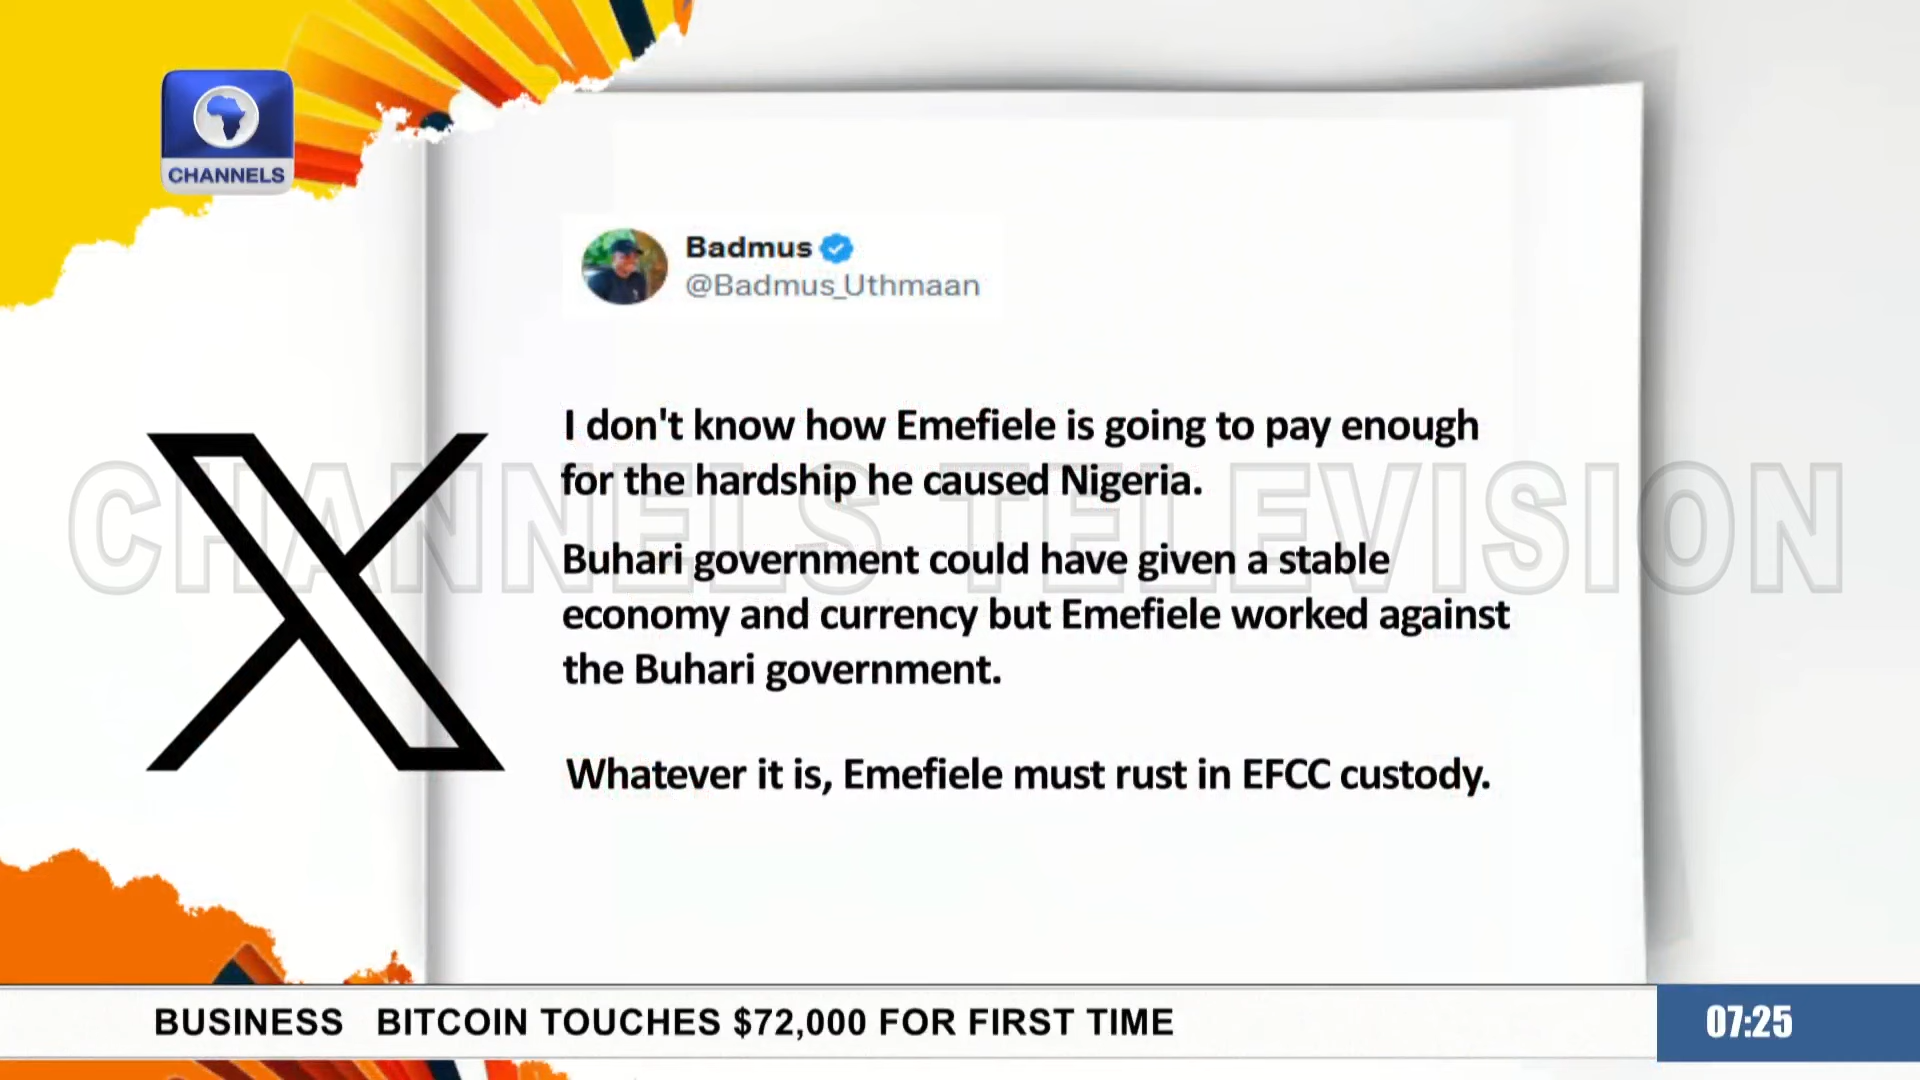 CHANNELS
Badmus
@Badmus_Uthmaan
I don't know how Emefiele is going to pay enough
for the hardship he caused Nigeria.
Buhari government could have given a stable
economy and currency but Emefiele worked against
the Buhari government.
Whatever it is, Emefiele must rust in EFCC custody.
CHANNELS TELEVISION
BUSINESS BITCOIN TOUCHES $72,000 FOR FIRST TIME
07:25